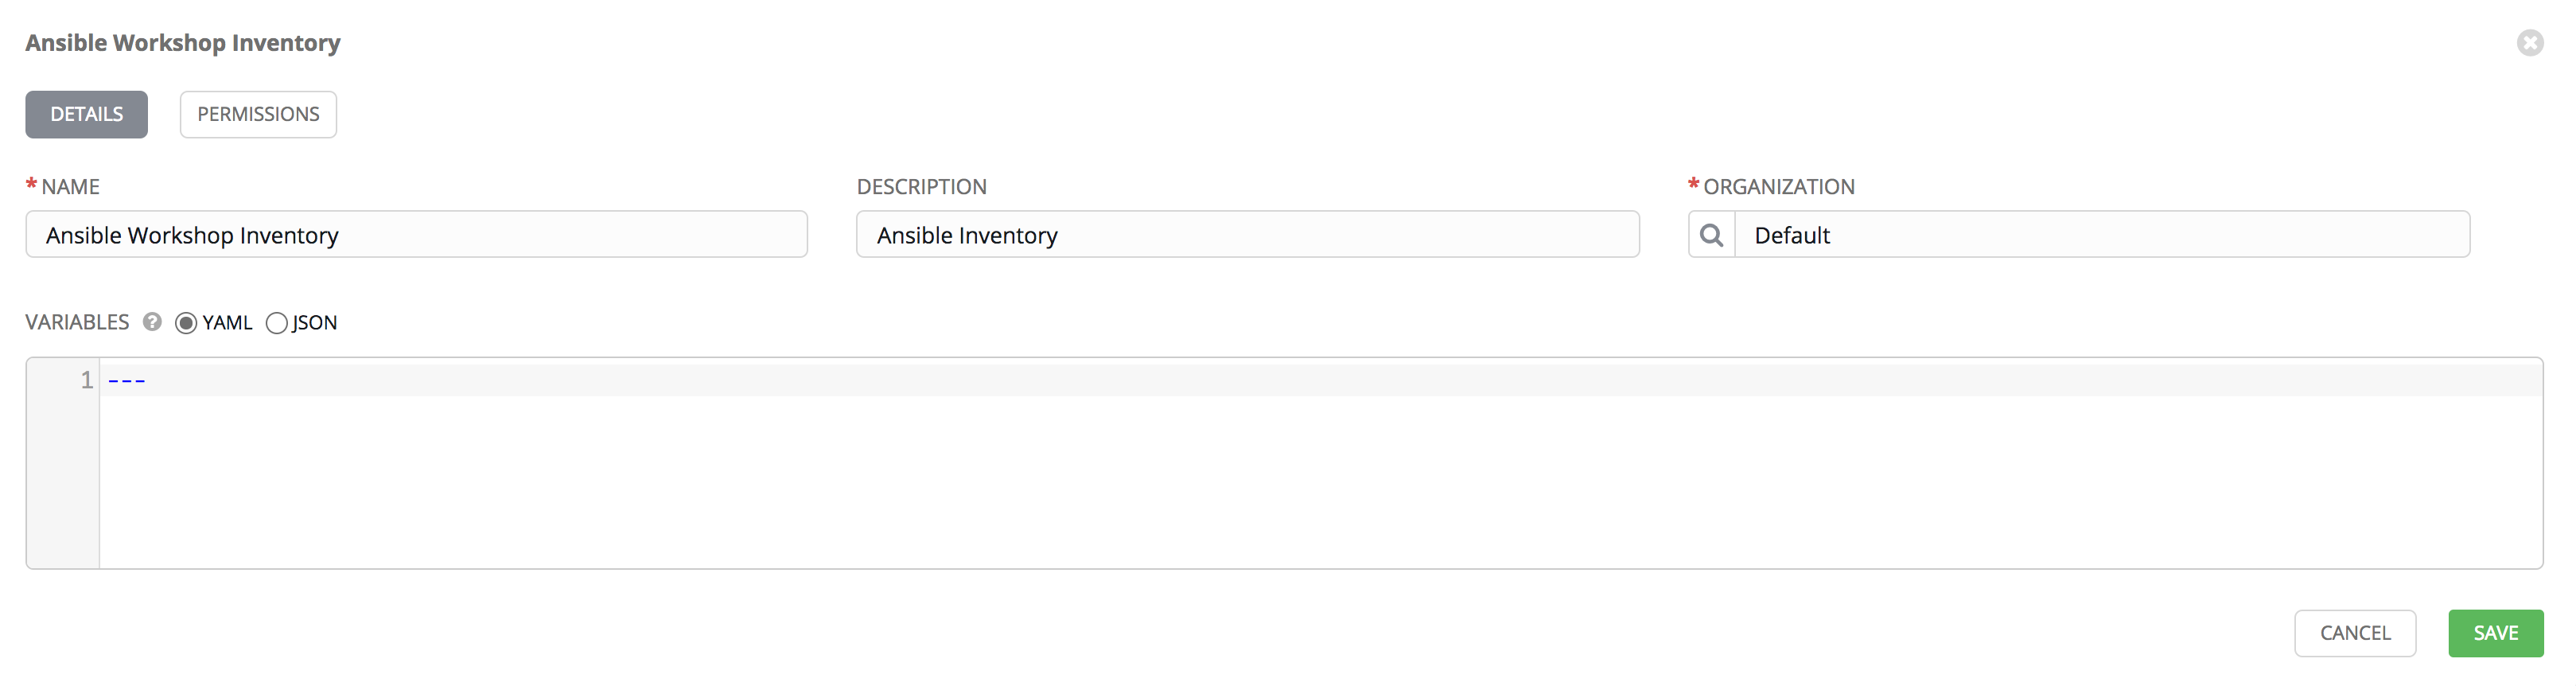 Ansible Workshop Inventory
DETAILS PERMISSIONS
* NAME DESCRIPTION * ORGANIZATION
Ansible Workshop Inventory Ansible Inventory Default
VARIABLES ? YAML JSON
1 ---
CANCEL SAVE